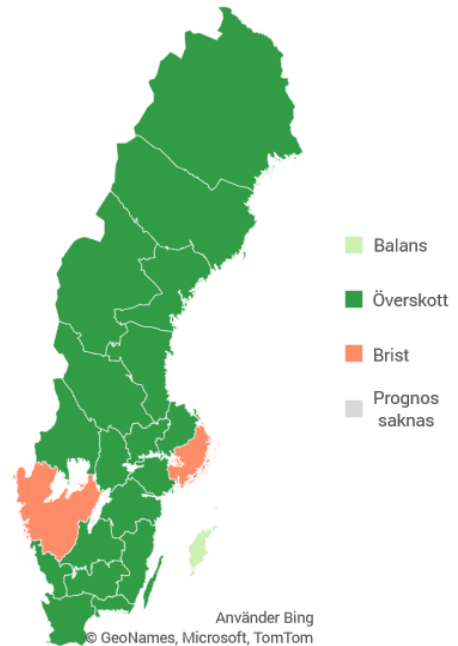 Balans
Överskott
Brist
Prognos
saknas
Använder Bing
© GeoNames, Microsoft, TomTom